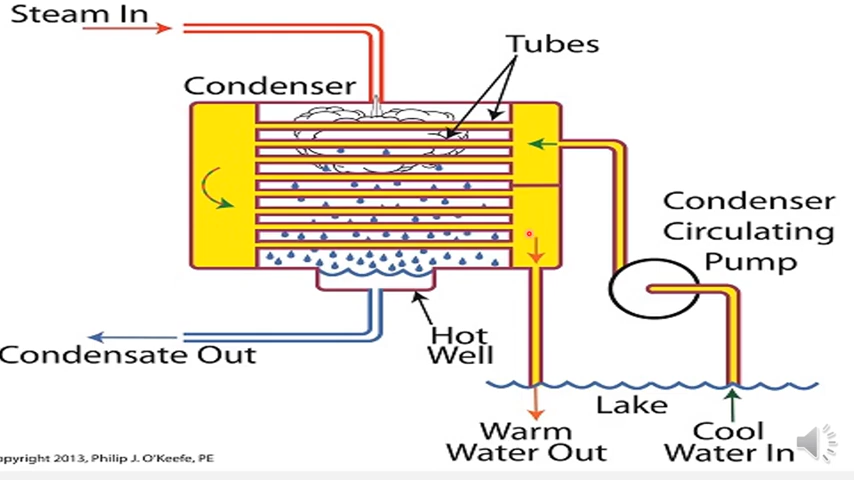 Steam In
Tubes
Condenser
Condenser
Circulating
Pump
Hot
Well
Condensate Out
Lake
Warm
Water Out
Cool
Water In
opyright 2013, Philip J. O'Keefe, PE